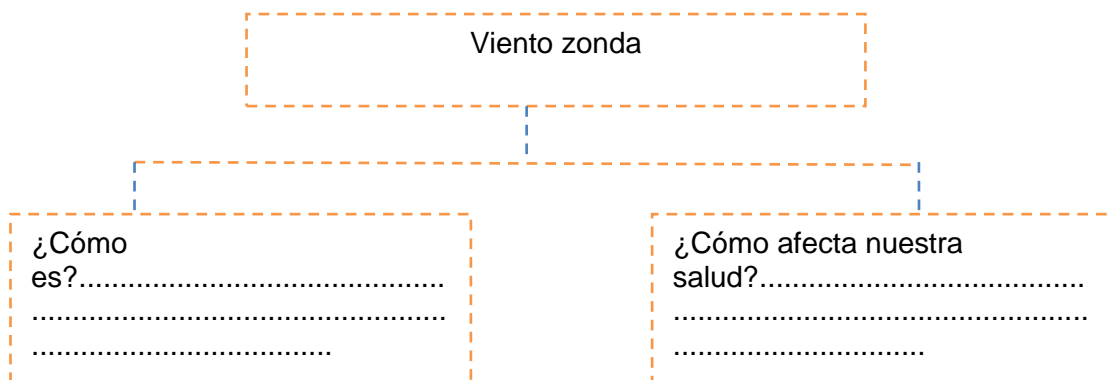 Viento zonda
¿Cómo
es?.............................................
...................................................
.....................................
¿Cómo afecta nuestra
salud?........................................
...................................................
...............................